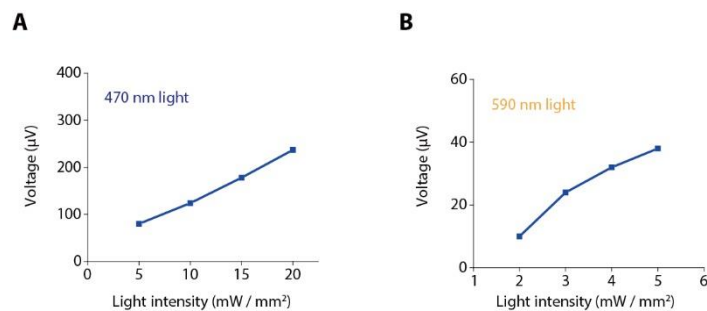 A
400
300
200
100
0
Voltage (µV)
470 nm light
0 5 10 15 20
Light intensity (mW / mm²)
B
60
40
20
0
Voltage (µV)
590 nm light
1 2 3 4 5 6
Light intensity (mW / mm²)